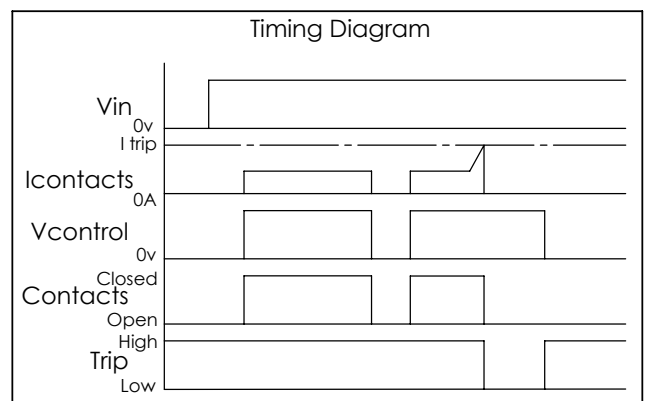 Timing Diagram
Vin
0v
I trip
Icontacts
0A
Vcontrol
0v
Closed
Contacts
Open
High
Trip
Low